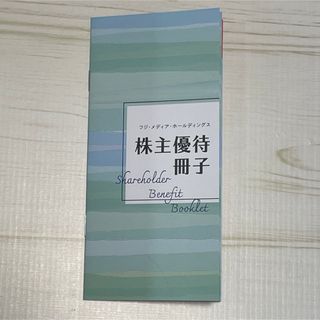 フジ・メディア・ホールディングス
株主優待
冊子
Shareholder
Benefit
Booklet